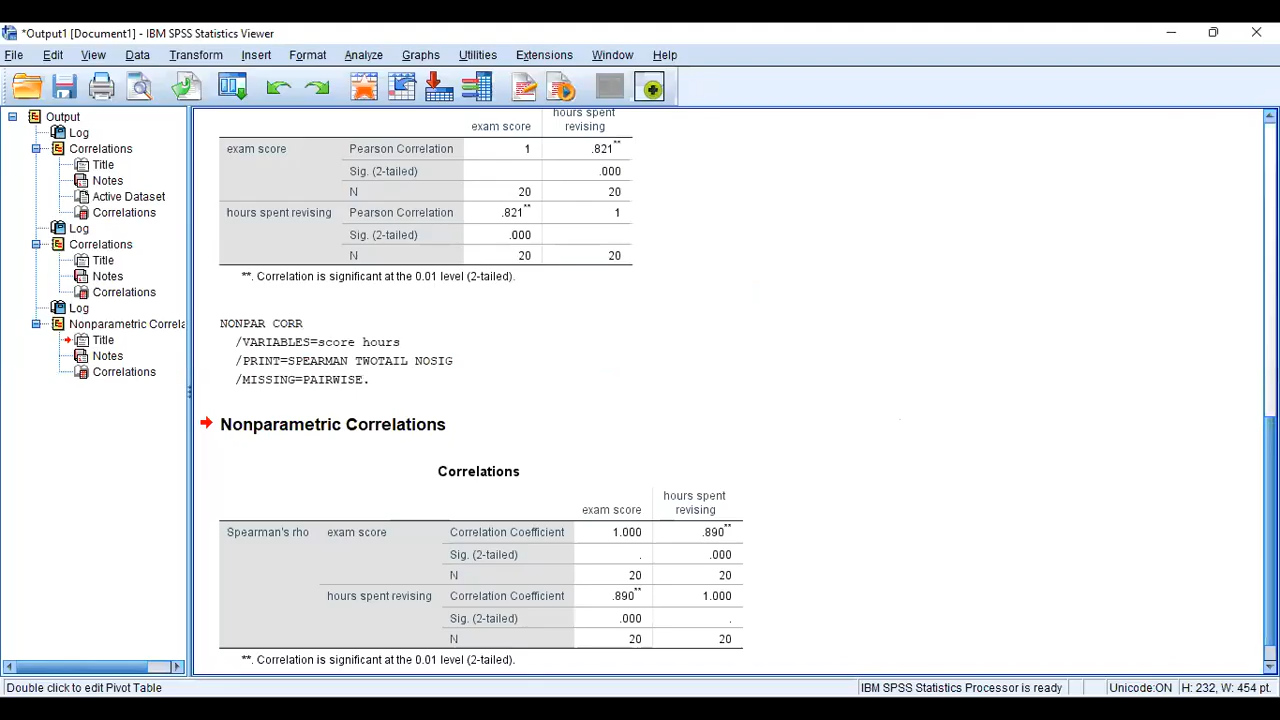 *Output1 [Document1] - IBM SPSS Statistics Viewer
File Edit View Data Transform Insert Format Analyze Graphs Utilities Extensions Window Help
Output
Log
Correlations
Title
Notes
Active Dataset
Correlations
Log
Correlations
Title
Notes
Correlations
Log
Nonparametric Correla
Title
Notes
Correlations
hours spent
exam score revising
exam score Pearson Correlation 1 .821**
Sig. (2-tailed) .000
N 20 20
hours spent revising Pearson Correlation .821** 1
Sig. (2-tailed) .000
N 20 20
**. Correlation is significant at the 0.01 level (2-tailed).
NONPAR CORR
/VARIABLES=score hours
/PRINT=SPEARMAN TWOTAIL NOSIG
/MISSING=PAIRWISE.
Nonparametric Correlations
Correlations
hours spent
exam score revising
Spearman's rho exam score Correlation Coefficient 1.000 .890**
Sig. (2-tailed) . .000
N 20 20
hours spent revising Correlation Coefficient .890** 1.000
Sig. (2-tailed) .000 .
N 20 20
**. Correlation is significant at the 0.01 level (2-tailed).
Double click to edit Pivot Table IBM SPSS Statistics Processor is ready Unicode:ON H: 232, W: 454 pt.